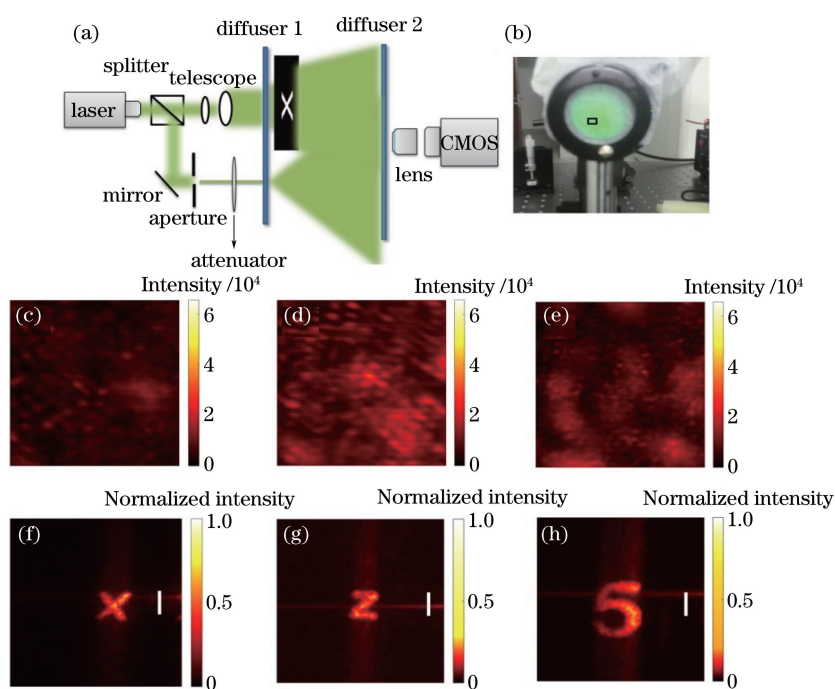 (a)
diffuser 1
diffuser 2
(b)
splitter
telescope
laser
CMOS
lens
mirror
aperture
attenuator
Intensity /10⁴
Intensity /10⁴
Intensity /10⁴
(c)
6
4
2
0
(d)
6
4
2
0
(e)
6
4
2
0
Normalized intensity
Normalized intensity
Normalized intensity
(f)
x
1.0
0.5
0
(g)
z
1.0
0.5
0
(h)
5
1.0
0.5
0